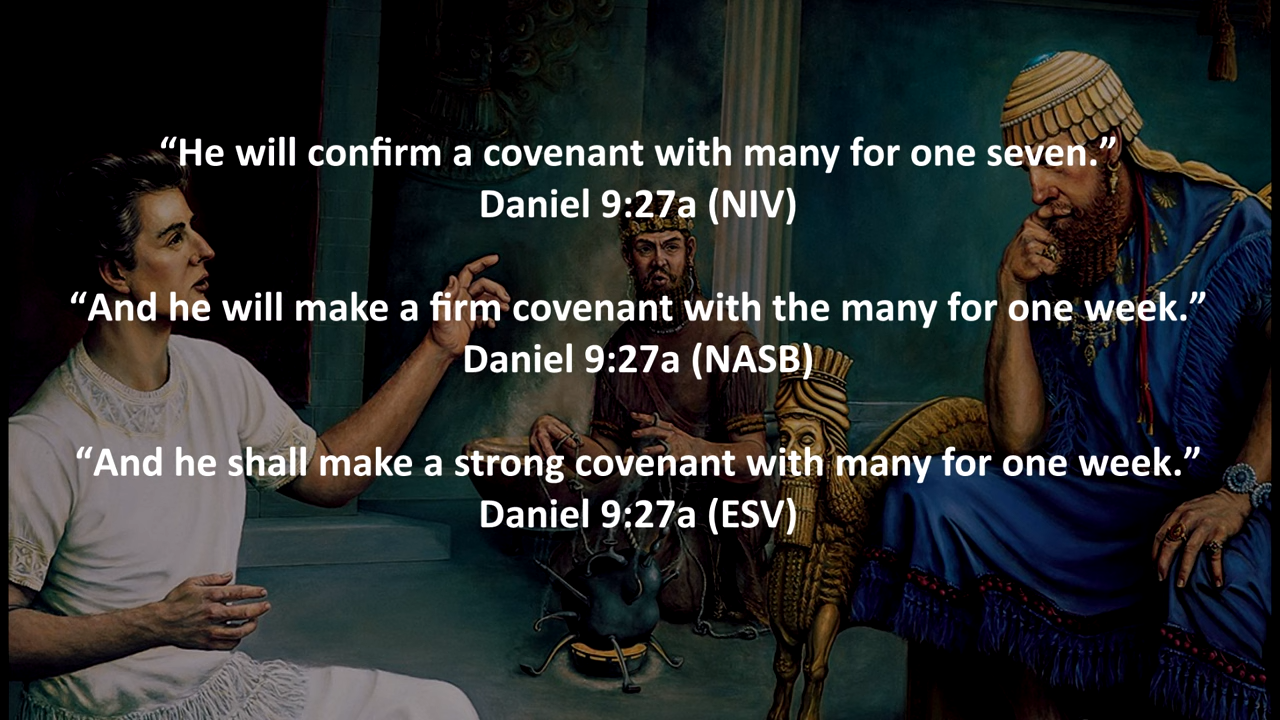 “He will confirm a covenant with many for one seven.”
Daniel 9:27a (NIV)
“And he will make a firm covenant with the many for one week.”
Daniel 9:27a (NASB)
“And he shall make a strong covenant with many for one week.”
Daniel 9:27a (ESV)